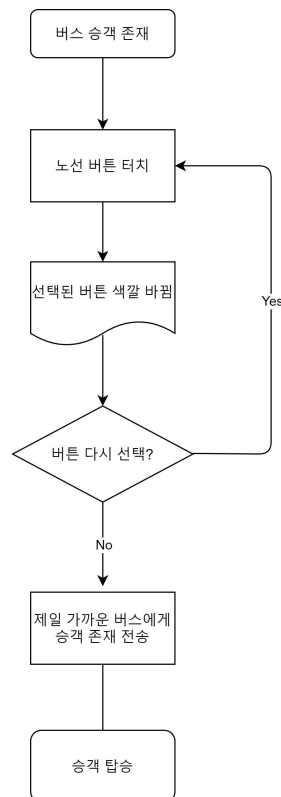 버스 승객 존재
노선 버튼 터치
선택된 버튼 색깔 바뀜
Yes
버튼 다시 선택?
No
제일 가까운 버스에게
승객 존재 전송
승객 탑승